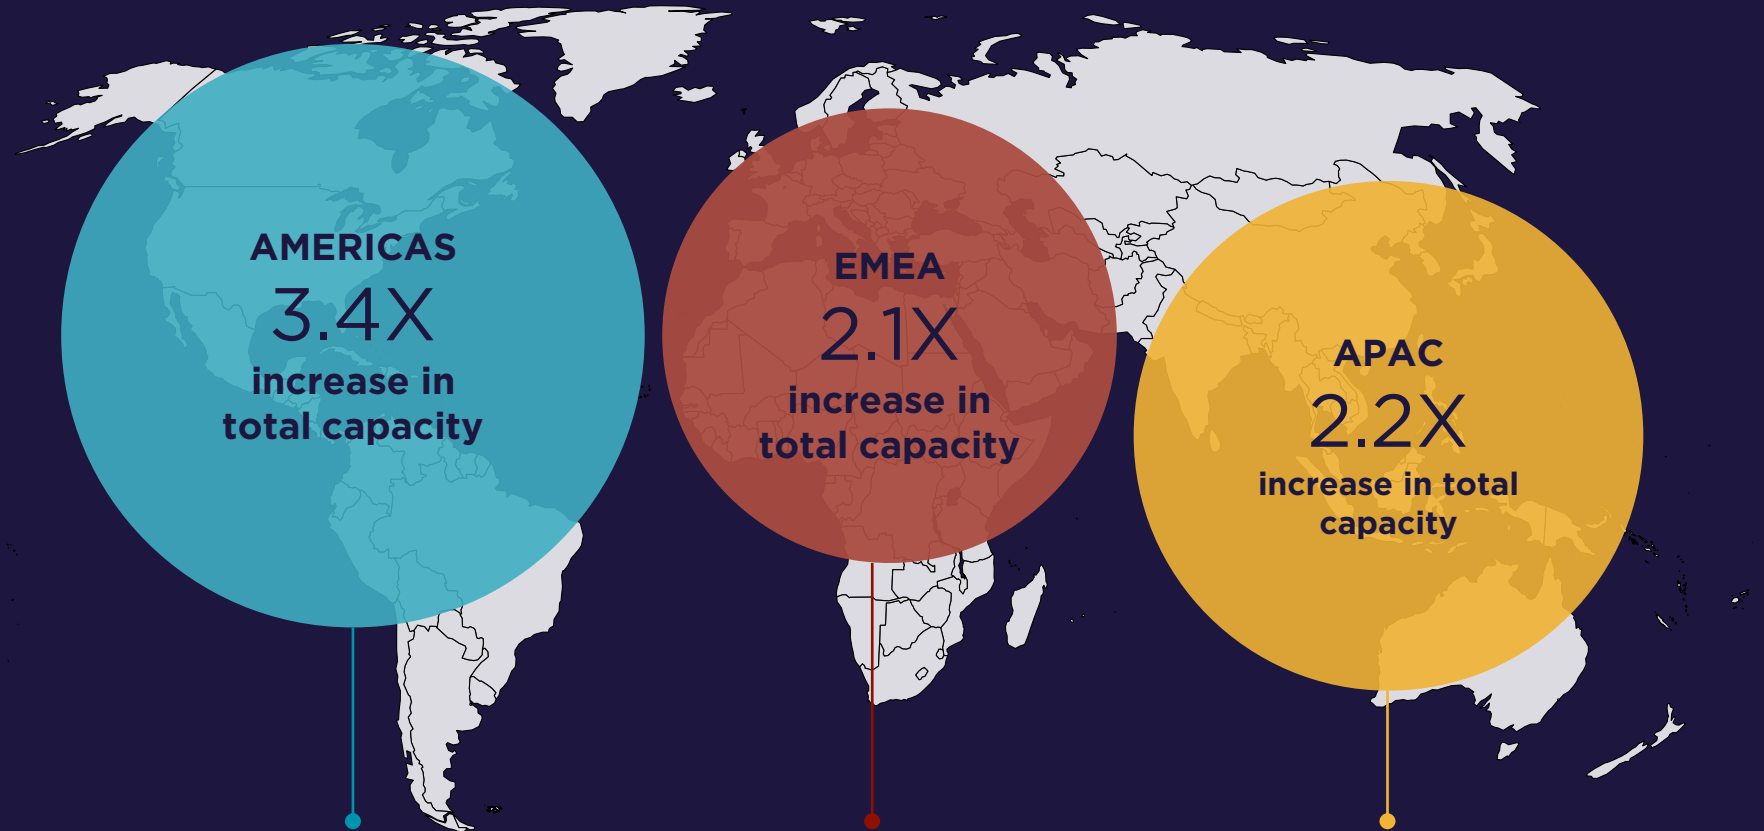 AMERICAS
3.4X
increase in
total capacity
EMEA
2.1X
increase in
total capacity
APAC
2.2X
increase in total
capacity